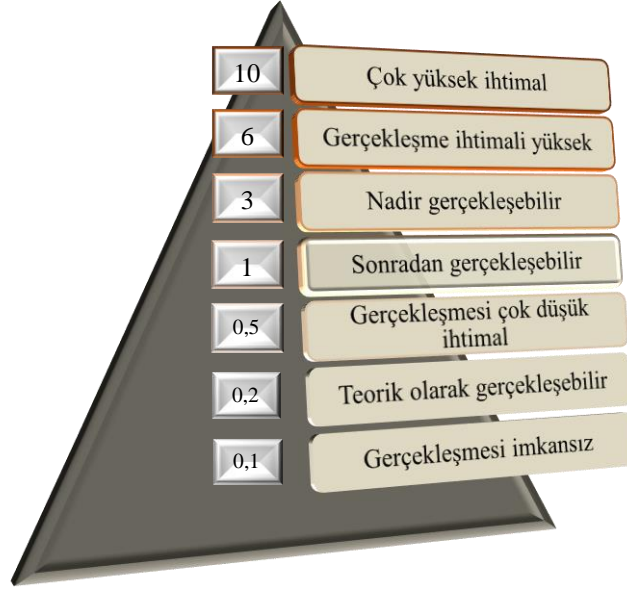 10 Çok yüksek ihtimal
6 Gerçekleşme ihtimali yüksek
3 Nadir gerçekleşebilir
1 Sonradan gerçekleşebilir
0,5 Gerçekleşmesi çok düşük
ihtimal
0,2 Teorik olarak gerçekleşebilir
0,1 Gerçekleşmesi imkansız